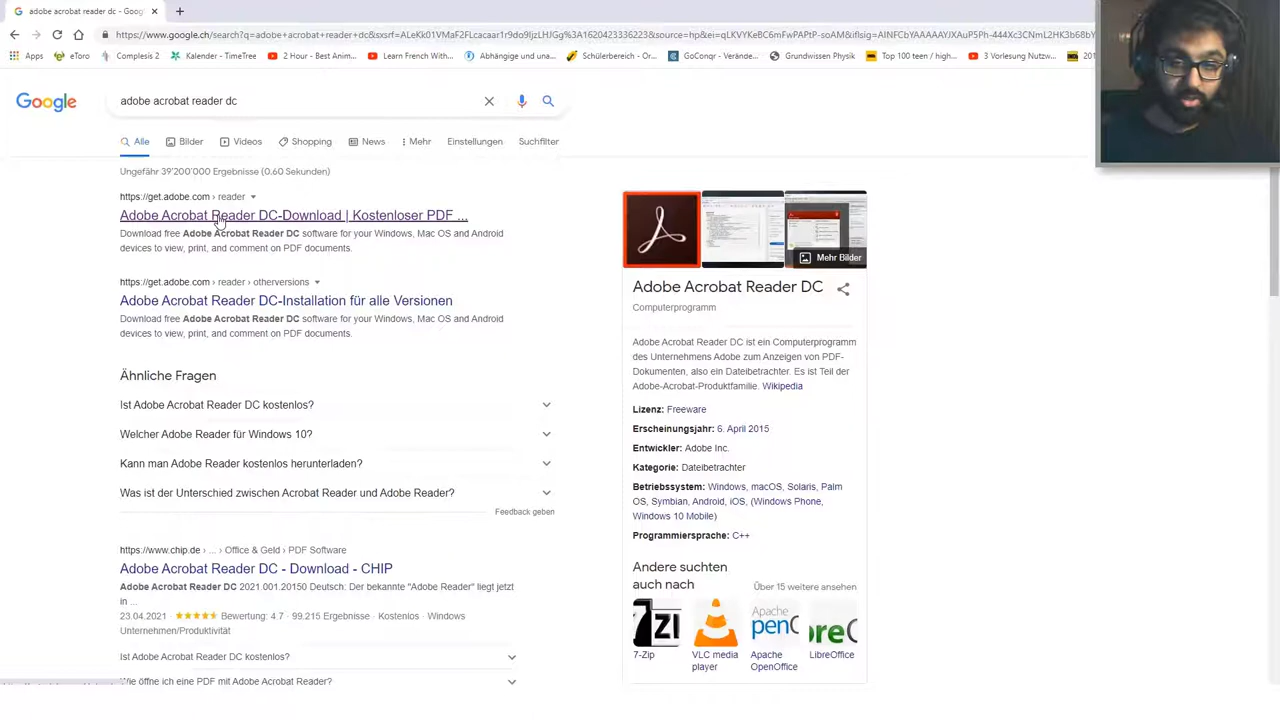 adobe acrobat reader dc - Goog
https://www.google.ch/search?q=adobe+acrobat+reader+dc&sxsrf=
Apps
eToro
Complesis 2
Kalender - TimeTree
2 Hour Best Relax...
Learn French With...
Abhängige und una...
Schülerbereich - Or...
GoConqr - Verände...
Grundwissen Physik
Top 100 teen / high...
3 Vorlesung Nutzw...
Google
adobe acrobat reader dc
Alle
Bilder
Videos
Shopping
News
Mehr
Einstellungen
Suchfilter
Ungefähr 39'200'000 Ergebnisse (0.60 Sekunden)
https://get.adobe.com › reader
Adobe Acrobat Reader DC-Download | Kostenloser PDF ...
Download free Adobe Acrobat Reader DC software for your Windows, Mac OS and Android
devices to view, print, and comment on PDF documents.
https://get.adobe.com › reader › otherversions
Adobe Acrobat Reader DC-Installation für alle Versionen
Download free Adobe Acrobat Reader DC software for your Windows, Mac OS and Android
devices to view, print, and comment on PDF documents.
Ähnliche Fragen
Ist Adobe Acrobat Reader DC kostenlos?
Welcher Adobe Reader für Windows 10?
Kann man Adobe Reader kostenlos herunterladen?
Was ist der Unterschied zwischen Acrobat Reader und Adobe Reader?
Feedback geben
https://www.chip.de › ... › Office & Geld › PDF Software
Adobe Acrobat Reader DC - Download - CHIP
Adobe Acrobat Reader DC 2021.001.20150 Deutsch: Der bekannte "Adobe Reader" liegt jetzt
in ...
23.04.2021 Bewertung: 4.7 · 99.215 Ergebnisse · Kostenlos · Windows
Unternehmen/Produktivität
Ist Adobe Acrobat Reader DC kostenlos?
Wie öffne ich eine PDF mit Adobe Acrobat Reader?
Mehr Bilder
Adobe Acrobat Reader DC
Computerprogramm
Adobe Acrobat Reader DC ist ein Computerprogramm
des Unternehmens Adobe zum Anzeigen von PDF-
Dokumenten, also ein Dateibetrachter. Es ist Teil der
Adobe-Acrobat-Produktfamilie. Wikipedia
Lizenz: Freeware
Erscheinungsjahr: 6. April 2015
Entwickler: Adobe Inc.
Kategorie: Dateibetrachter
Betriebssystem: Windows, macOS, Solaris, Palm
OS, Symbian, Android, iOS, (Windows Phone,
Windows 10 Mobile)
Programmiersprache: C++
Andere suchten
auch nach
Über 15 weitere ansehen
7-Zip
VLC media
player
Apache
OpenOffice
LibreOffice